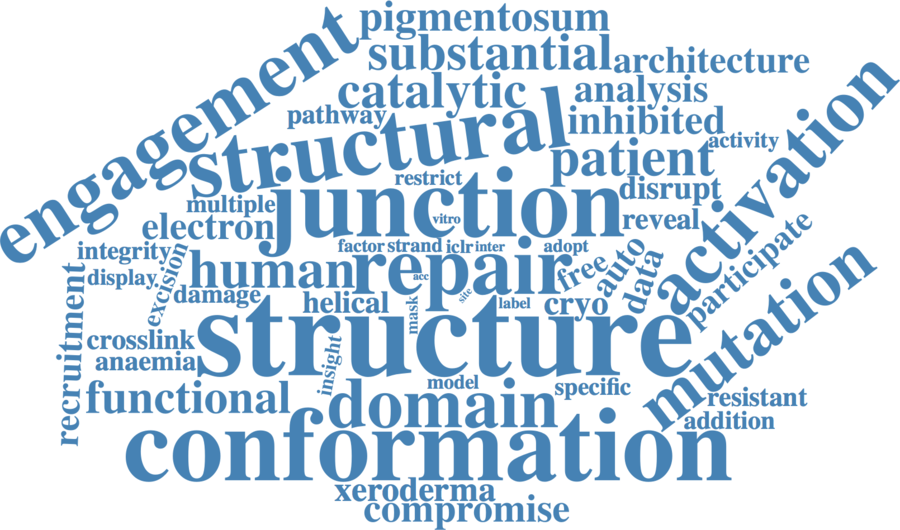 pigmentosum
engagement
substantial
architecture
catalytic
analysis
pathway
structural
inhibited
activity
activation
patient
restrict
disrupt
multiple
junction
vitro
reveal
electron
integrity
excision
factor
strand
iclr
inter
adopt
participate
display
human
repair
acc
free
auto
data
damage
helical
mask
site
label
cryo
recruitment
crosslink
structure
mutation
anaemia
insight
model
specific
functional
domain
resistant
addition
conformation
xeroderma
compromise